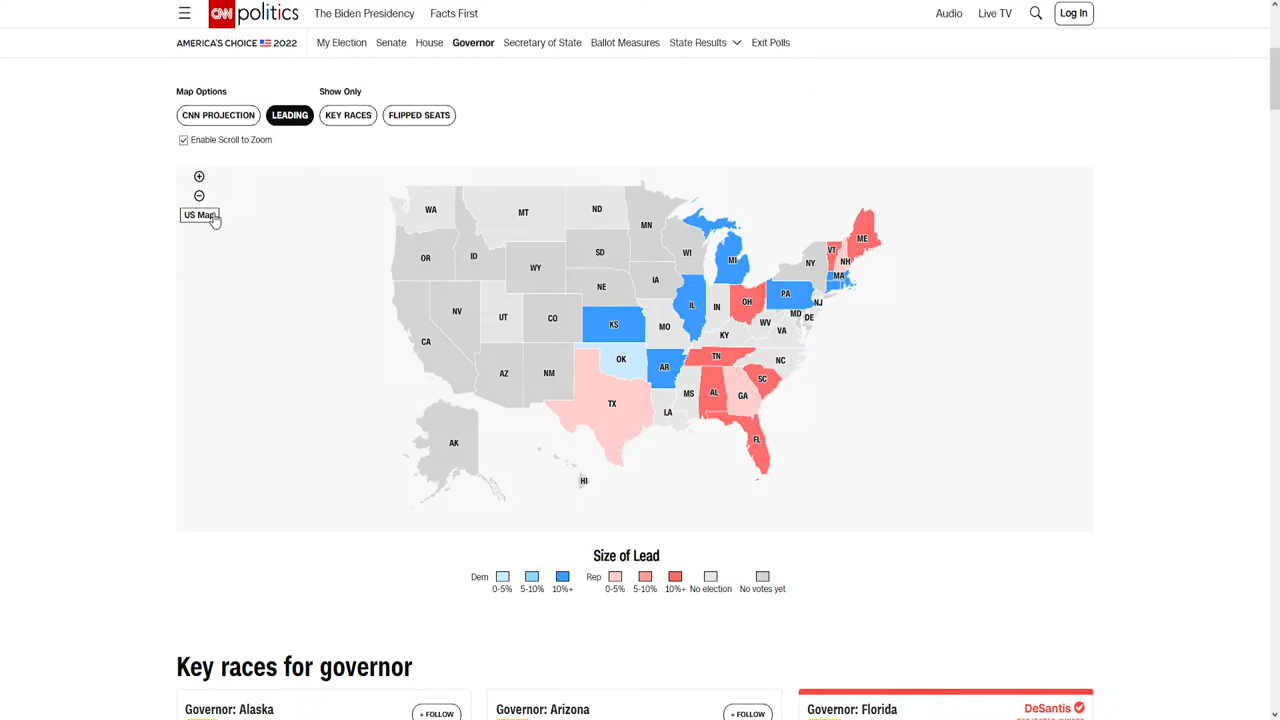 CNN politics The Biden Presidency Facts First Audio Live TV Log In
AMERICA'S CHOICE 2022 My Election Senate House Governor Secretary of State Ballot Measures State Results Exit Polls
Map Options Show Only
CNN PROJECTION LEADING KEY RACES FLIPPED SEATS
Enable Scroll to Zoom
US Map
WA MT ND MN ME
OR ID WY SD WI MI NY VT NH
NE IA MA
NV UT CO KS MO IL IN OH PA NJ
CA KY WV VA MD DE
AZ NM OK AR TN NC
TX LA MS AL GA SC
AK HI FL
Size of Lead
Dem 0-5% 5-10% 10%+ Rep 0-5% 5-10% 10%+ No election No votes yet
Key races for governor
Governor: Alaska + FOLLOW Governor: Arizona + FOLLOW Governor: Florida DeSantis
PROJECTED WINNER